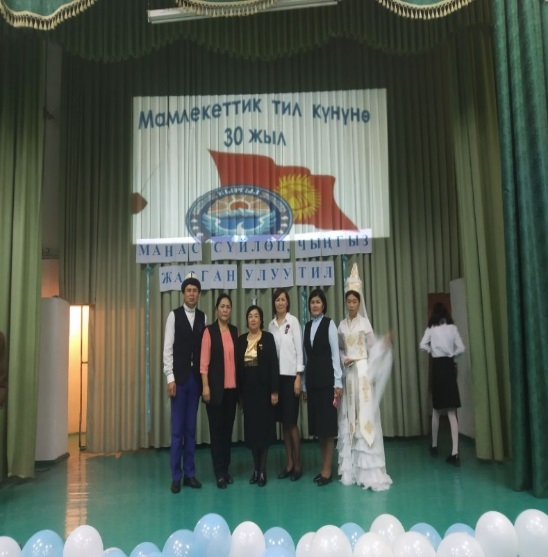 Мамлекеттик тил күнүнө
30 жыл
МАНАС СҮЙЛӨП, ЧЫҢГЫЗ
ЖАЗГАН УЛУУ ТИЛ